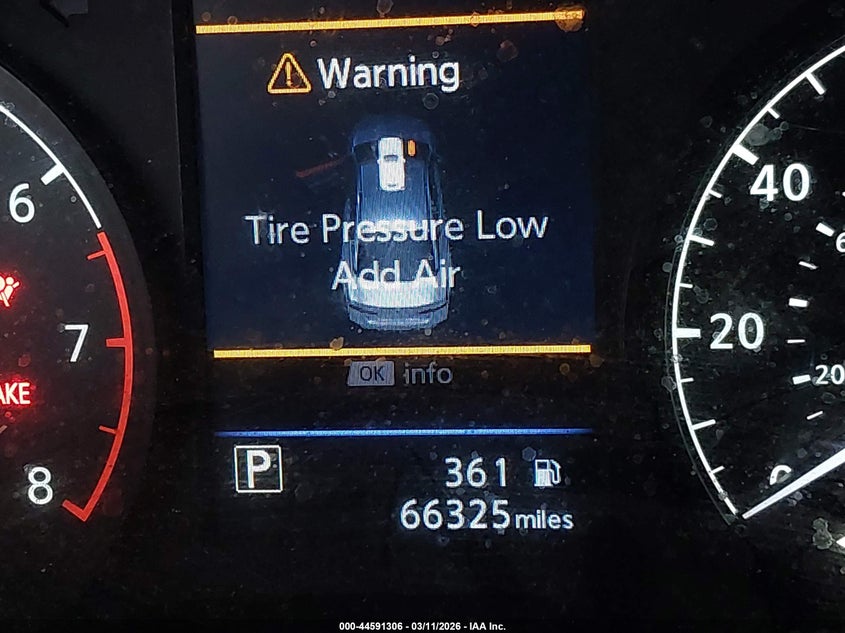 Warning
Tire Pressure Low
Add Air
OK info
6
7
8
AKE
40
20
20
0
P
361
66325 miles
000-44591306 - 03/11/2026 - IAA Inc.